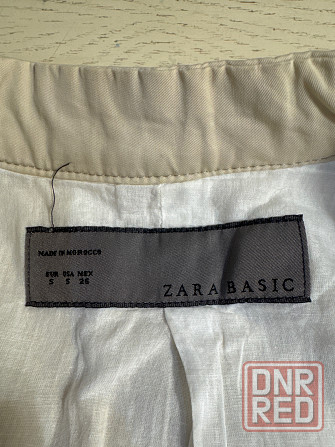 MADE IN MOROCCO
EUR USA MEX
S S 26
ZARA BASIC
DNR
RED